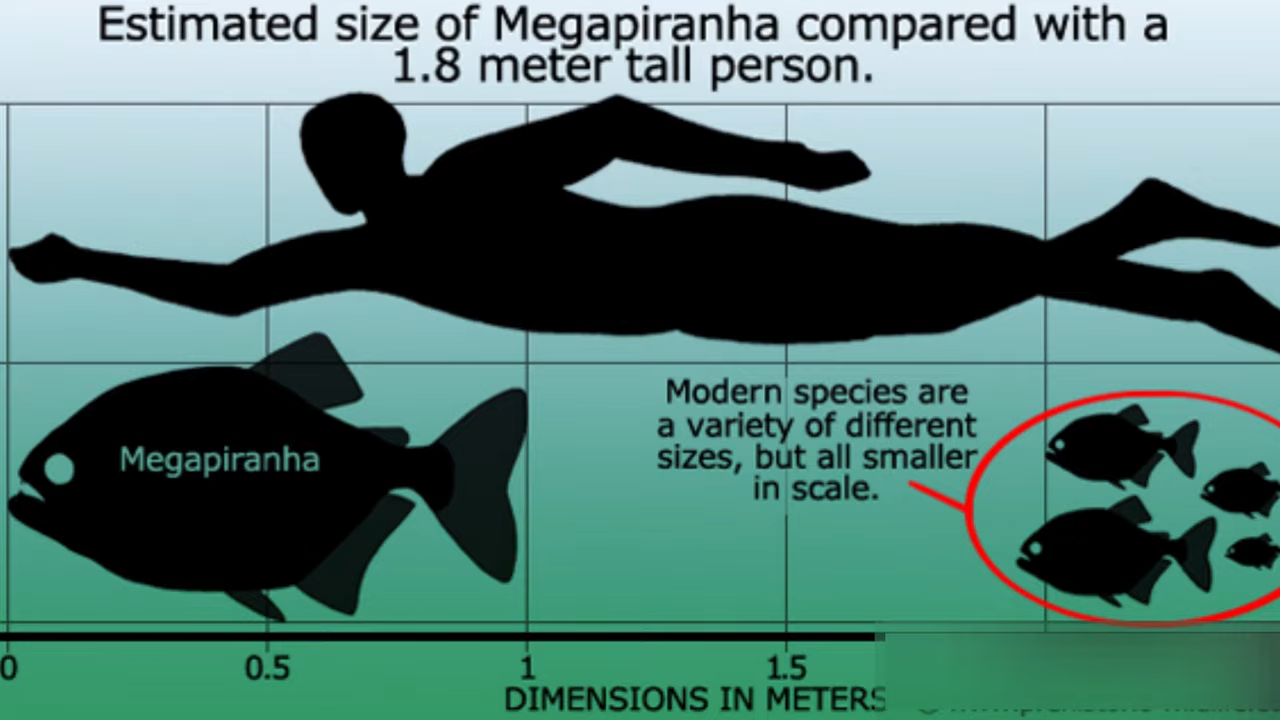 Estimated size of Megapiranha compared with a
1.8 meter tall person.
Modern species are
a variety of different
sizes, but all smaller
in scale.
Megapiranha
0 0.5 1 1.5
DIMENSIONS IN METERS